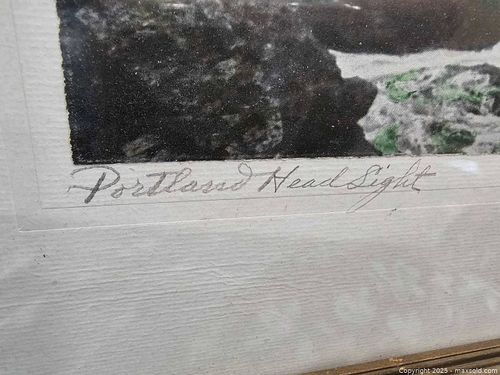 Portland Head Light
Copyright 2025 - maxsold.com